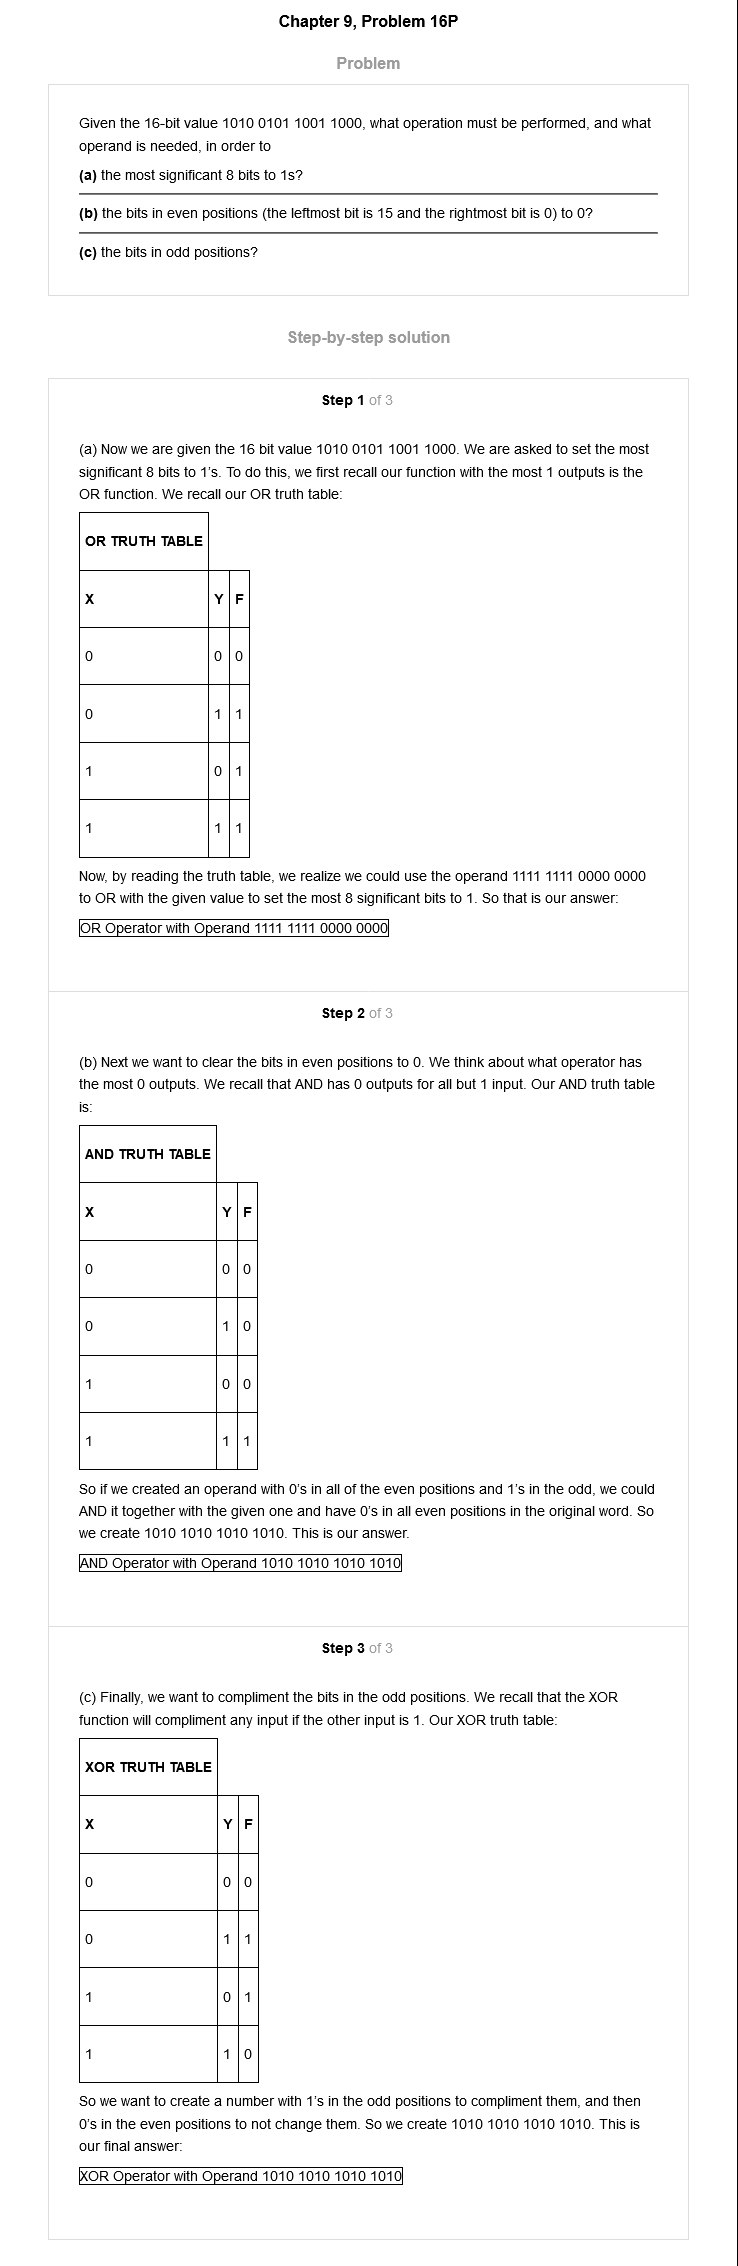 Chapter 9, Problem 16P
Problem
Given the 16-bit value 1010 0101 1001 1000, what operation must be performed, and what
operand is needed, in order to
(a) the most significant 8 bits to 1s?
(b) the bits in even positions (the leftmost bit is 15 and the rightmost bit is 0) to 0?
(c) the bits in odd positions?
Step-by-step solution
Step 1 of 3
(a) Now we are given the 16 bit value 1010 0101 1001 1000. We are asked to set the most
significant 8 bits to 1's. To do this, we first recall our function with the most 1 outputs is the
OR function. We recall our OR truth table:
OR TRUTH TABLE
X Y F
0 0 0
0 1 1
1 0 1
1 1 1
Now, by reading the truth table, we realize we could use the operand 1111 1111 0000 0000
to OR with the given value to set the most 8 significant bits to 1. So that is our answer:
OR Operator with Operand 1111 1111 0000 0000
Step 2 of 3
(b) Next we want to clear the bits in even positions to 0. We think about what operator has
the most 0 outputs. We recall that AND has 0 outputs for all but 1 input. Our AND truth table
is:
AND TRUTH TABLE
X Y F
0 0 0
0 1 0
1 0 0
1 1 1
So if we created an operand with 0's in all of the even positions and 1's in the odd, we could
AND it together with the given one and have 0's in all even positions in the original word. So
we create 1010 1010 1010 1010. This is our answer.
AND Operator with Operand 1010 1010 1010 1010
Step 3 of 3
(c) Finally, we want to compliment the bits in the odd positions. We recall that the XOR
function will compliment any input if the other input is 1. Our XOR truth table:
XOR TRUTH TABLE
X Y F
0 0 0
0 1 1
1 0 1
1 1 0
So we want to create a number with 1's in the odd positions to compliment them, and then
0's in the even positions to not change them. So we create 1010 1010 1010 1010. This is
our final answer:
XOR Operator with Operand 1010 1010 1010 1010